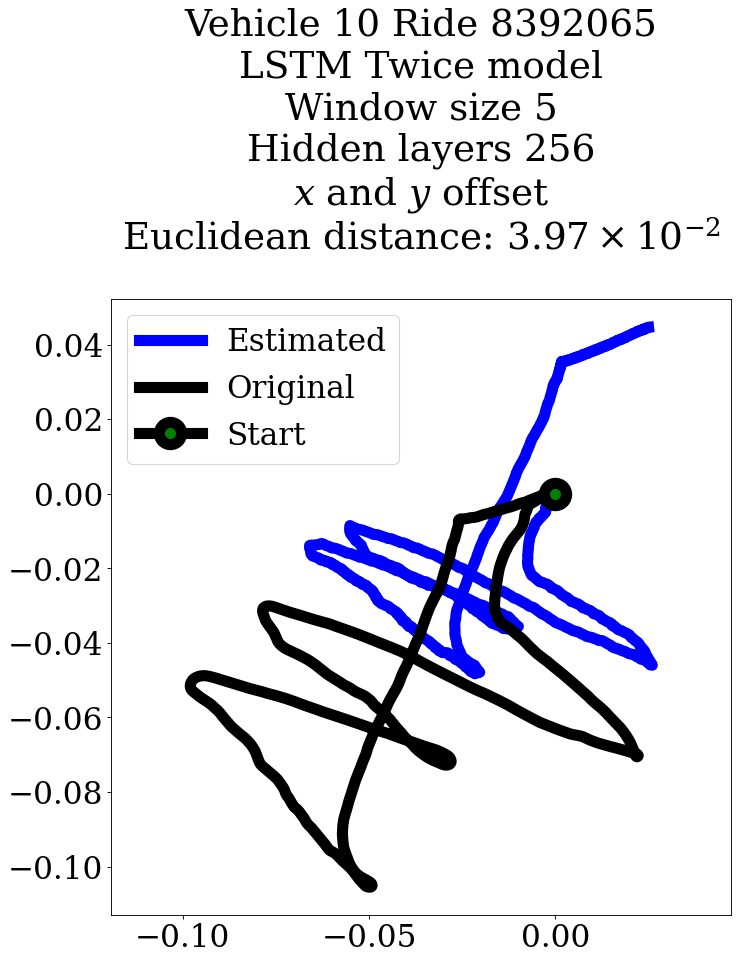 Vehicle 10 Ride 8392065
LSTM Twice model
Window size 5
Hidden layers 256
x and y offset
Euclidean distance: 3.97 × 10⁻²
Estimated
Original
Start
0.04
0.02
0.00
−0.02
−0.04
−0.06
−0.08
−0.10
−0.10 −0.05 0.00